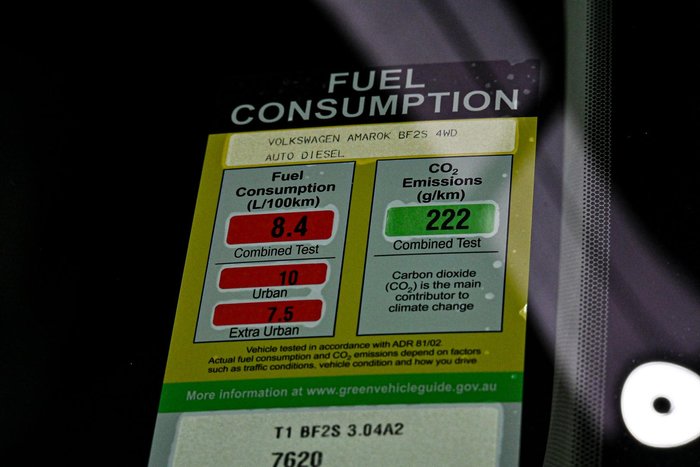 FUEL
CONSUMPTION
VOLKSWAGEN AMAROK BF2S 4WD
AUTO DIESEL
Fuel
Consumption
(L/100km)
8.4
Combined Test
10
Urban
7.5
Extra Urban
CO2
Emissions
(g/km)
222
Combined Test
Carbon dioxide
(CO2) is the main
contributor to
climate change
Vehicle tested in accordance with ADR 81/02.
Actual fuel consumption and CO2 emissions depend on factors
such as traffic conditions, vehicle condition and how you drive
More information at www.greenvehicleguide.gov.au
T1 BF2S 3.04A2
7620